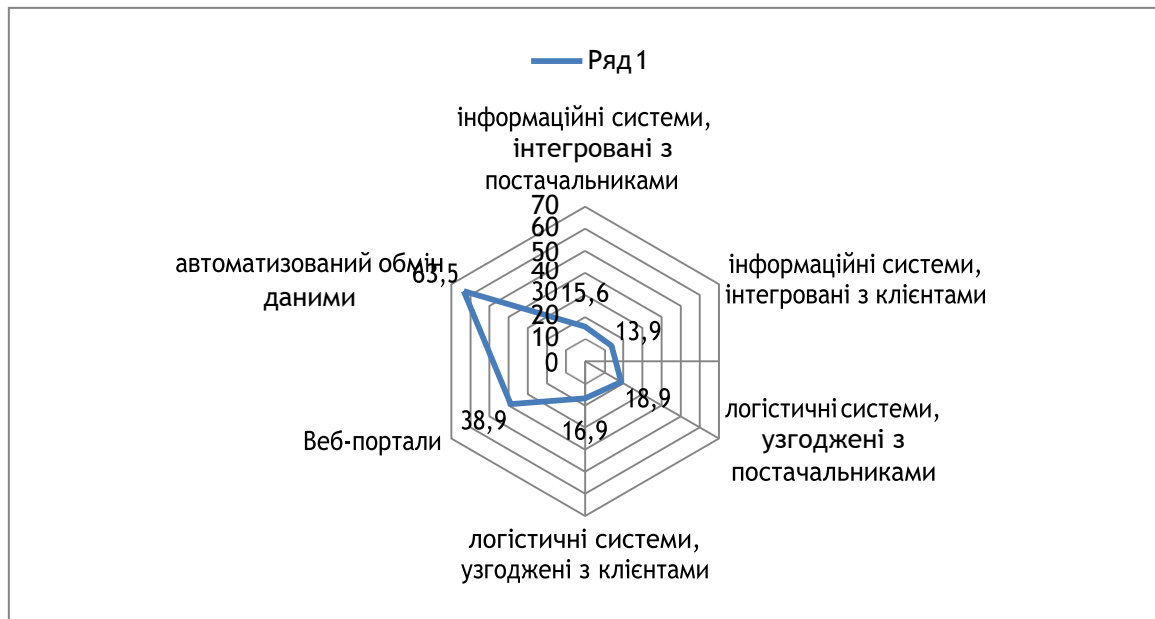 Ряд1
інформаційні системи,
інтегровані з
постачальниками
70
60
50
40
30
20
10
0
15,6
13,9
18,9
16,9
38,9
63,5
інформаційні системи,
інтегровані з клієнтами
логістичні системи,
узгоджені з
постачальниками
логістичні системи,
узгоджені з клієнтами
Веб-портали
автоматизований обмін
даними